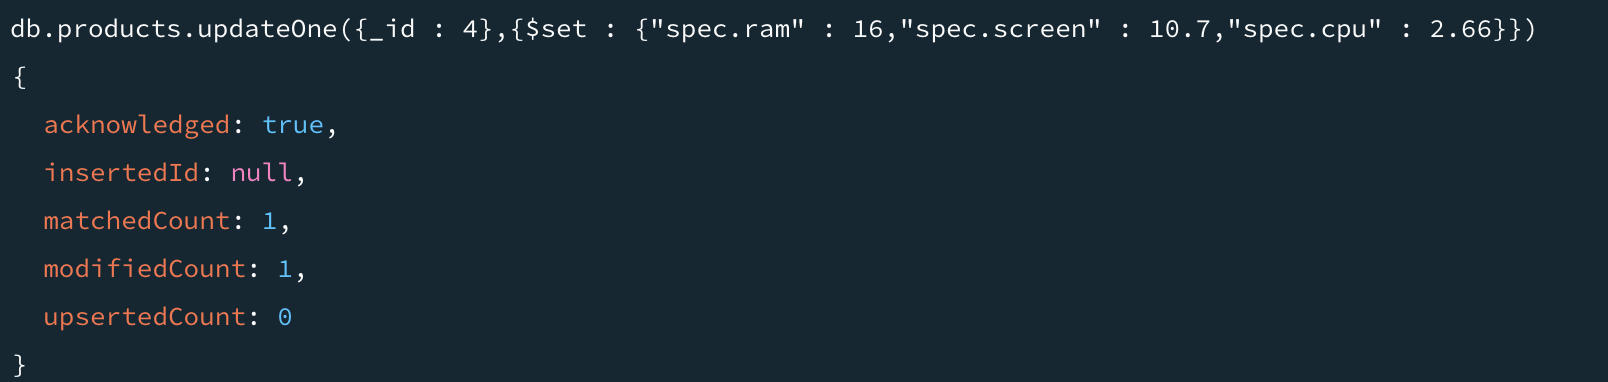 db.products.updateOne({_id : 4},{$set : {"spec.ram" : 16,"spec.screen" : 10.7,"spec.cpu" : 2.66}})
{
  acknowledged: true,
  insertedId: null,
  matchedCount: 1,
  modifiedCount: 1,
  upsertedCount: 0
}